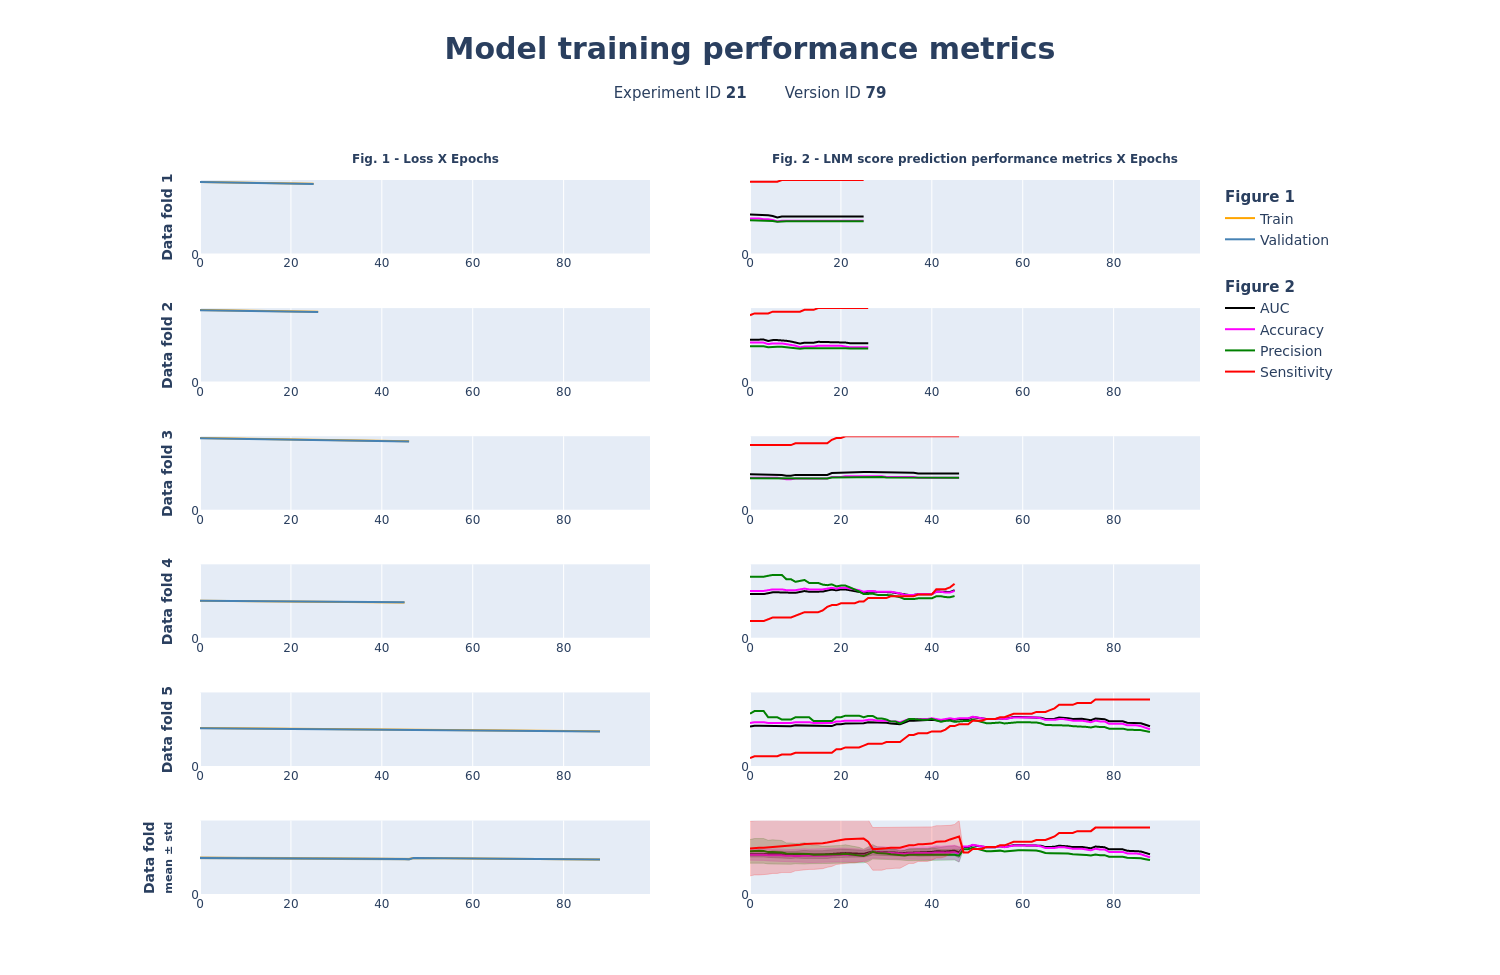 Model training performance metrics
Experiment ID 21 Version ID 79
Fig. 1 - Loss X Epochs
Fig. 2 - LNM score prediction performance metrics X Epochs
Data fold 1
0
0 20 40 60 80
0
0 20 40 60 80
Figure 1
Train
Validation
Figure 2
AUC
Accuracy
Precision
Sensitivity
Data fold 2
0
0 20 40 60 80
0
0 20 40 60 80
Data fold 3
0
0 20 40 60 80
0
0 20 40 60 80
Data fold 4
0
0 20 40 60 80
0
0 20 40 60 80
Data fold 5
0
0 20 40 60 80
0
0 20 40 60 80
Data fold
mean ± std
0
0 20 40 60 80
0
0 20 40 60 80